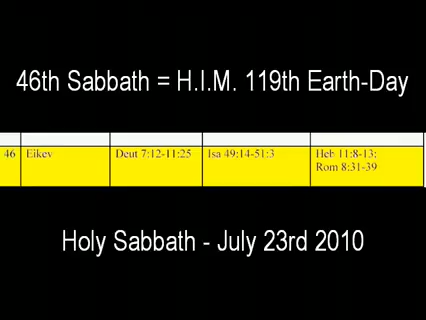 46th Sabbath = H.I.M. 119th Earth-Day
46 Eikev Deut 7:12-11:25 Isa 49:14-51:3 Heb 11:8-13;
Rom 8:31-39
Holy Sabbath - July 23rd 2010